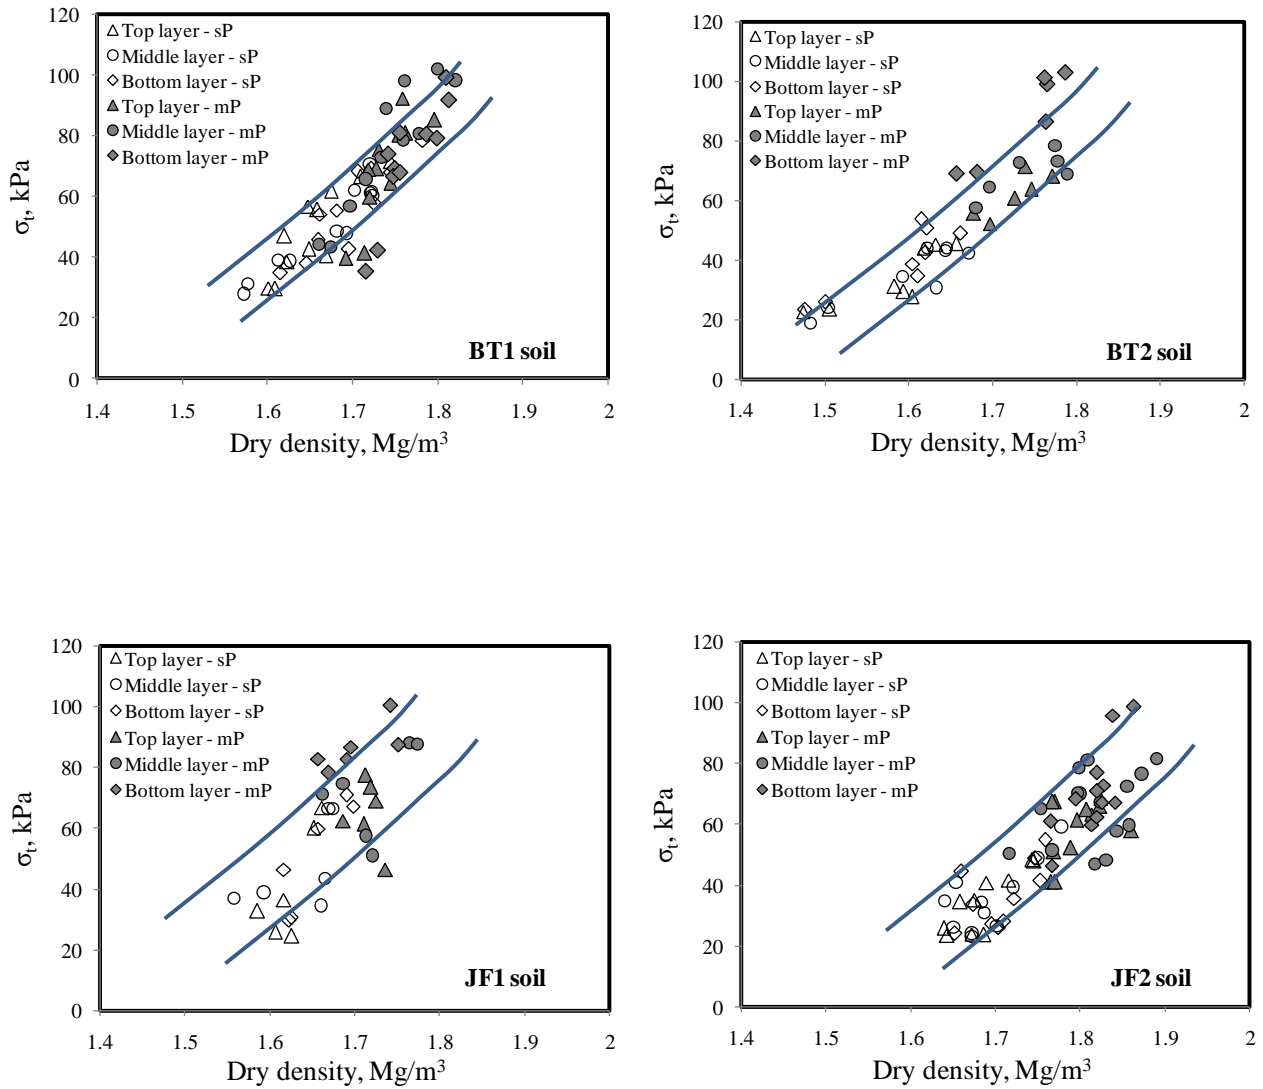 120
100
80
60
40
20
0
σt, kPa
Top layer - sP
Middle layer - sP
Bottom layer - sP
Top layer - mP
Middle layer - mP
Bottom layer - mP
BT1 soil
1.4 1.5 1.6 1.7 1.8 1.9 2
Dry density, Mg/m³
120
100
80
60
40
20
0
σt, kPa
Top layer - sP
Middle layer - sP
Bottom layer - sP
Top layer - mP
Middle layer - mP
Bottom layer - mP
BT2 soil
1.4 1.5 1.6 1.7 1.8 1.9 2
Dry density, Mg/m³
120
100
80
60
40
20
0
σt, kPa
Top layer - sP
Middle layer - sP
Bottom layer - sP
Top layer - mP
Middle layer - mP
Bottom layer - mP
JF1 soil
1.4 1.5 1.6 1.7 1.8 1.9 2
Dry density, Mg/m³
120
100
80
60
40
20
0
σt, kPa
Top layer - sP
Middle layer - sP
Bottom layer - sP
Top layer - mP
Middle layer - mP
Bottom layer - mP
JF2 soil
1.4 1.5 1.6 1.7 1.8 1.9 2
Dry density, Mg/m³